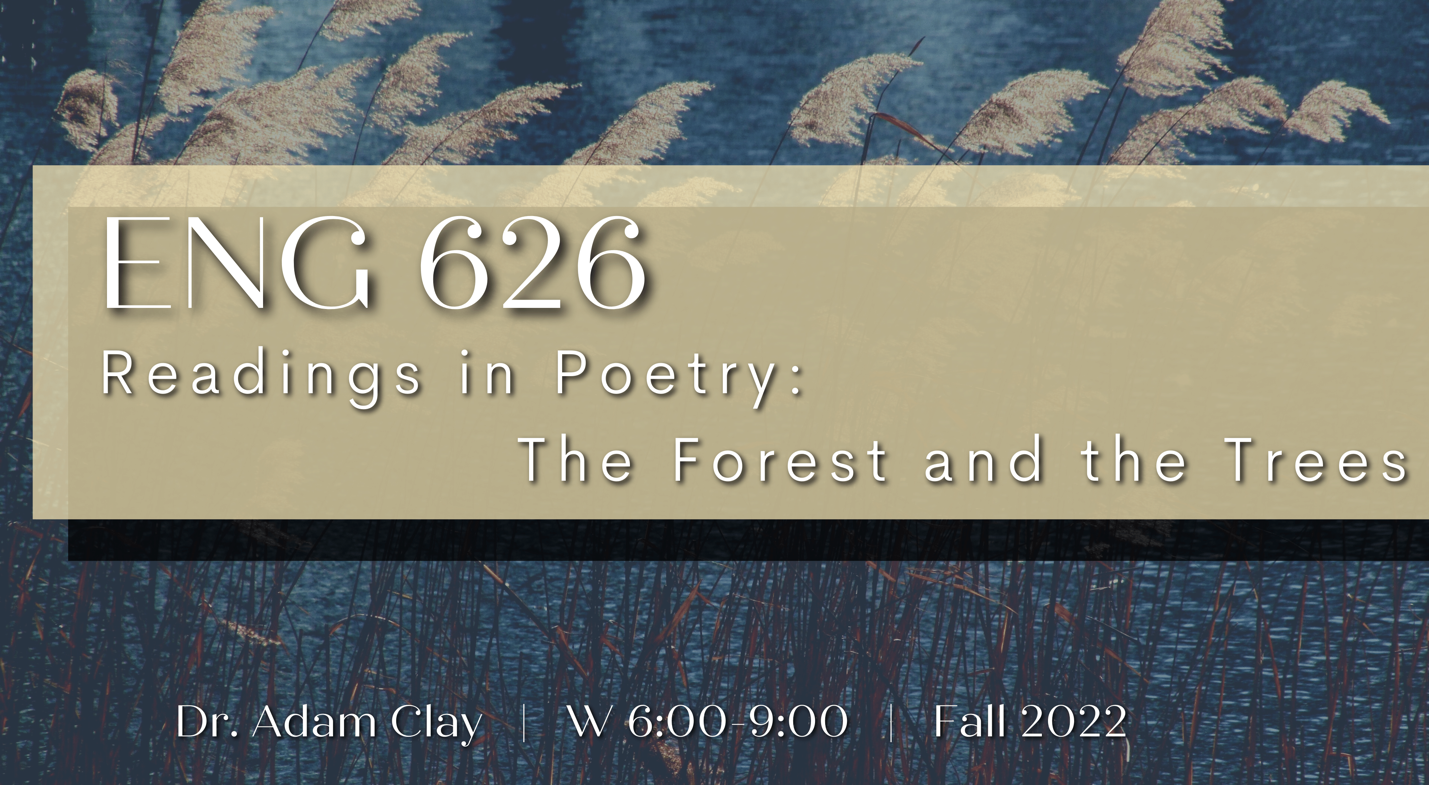 ENG 626
Readings in Poetry:
The Forest and the Trees
Dr. Adam Clay | W 6:00-9:00 | Fall 2022